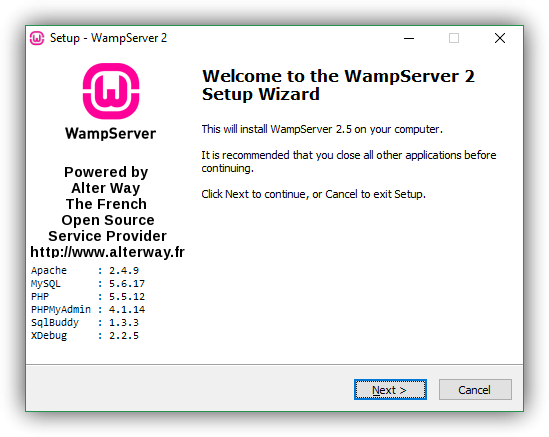 Setup - WampServer 2
WampServer
Powered by
Alter Way
The French
Open Source
Service Provider
http://www.alterway.fr
Apache : 2.4.9
MySQL : 5.6.17
PHP : 5.5.12
PHPMyAdmin : 4.1.14
SqlBuddy : 1.3.3
XDebug : 2.2.5
Welcome to the WampServer 2
Setup Wizard
This will install WampServer 2.5 on your computer.
It is recommended that you close all other applications before
continuing.
Click Next to continue, or Cancel to exit Setup.
Next >
Cancel